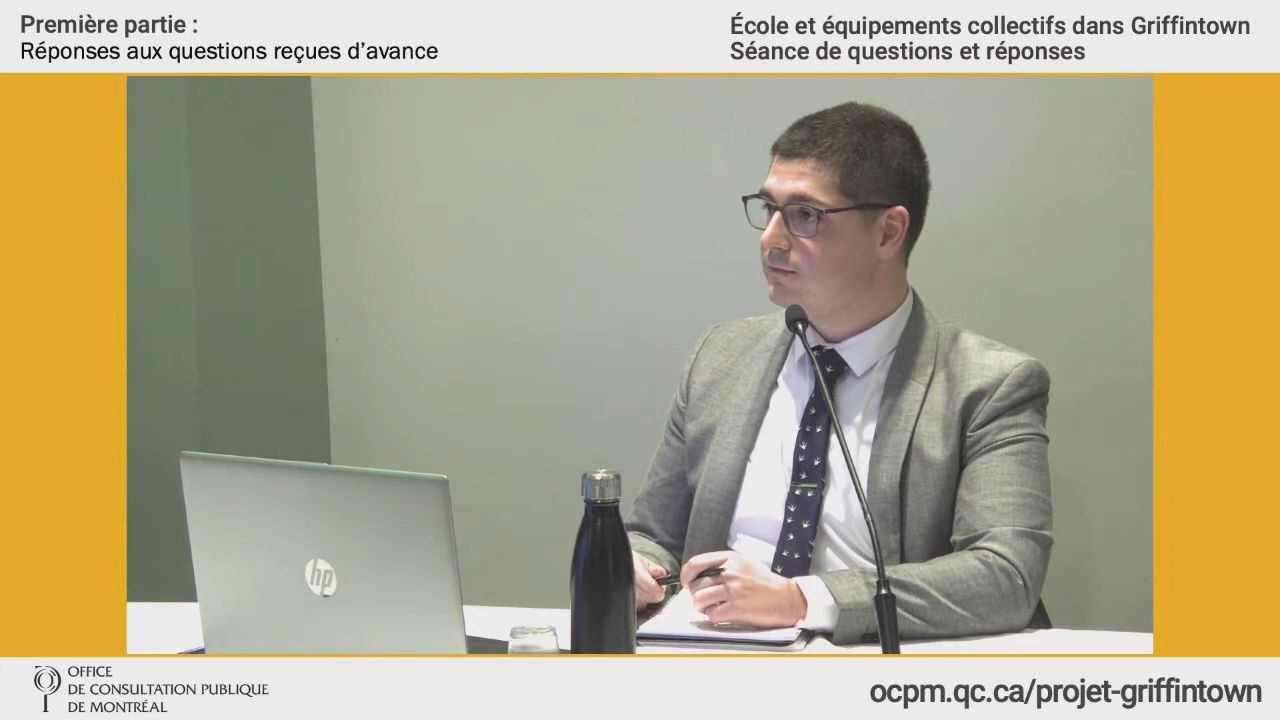 Première partie :
Réponses aux questions reçues d’avance
École et équipements collectifs dans Griffintown
Séance de questions et réponses
hp
OFFICE
DE CONSULTATION PUBLIQUE
DE MONTRÉAL
ocpm.qc.ca/projet-griffintown